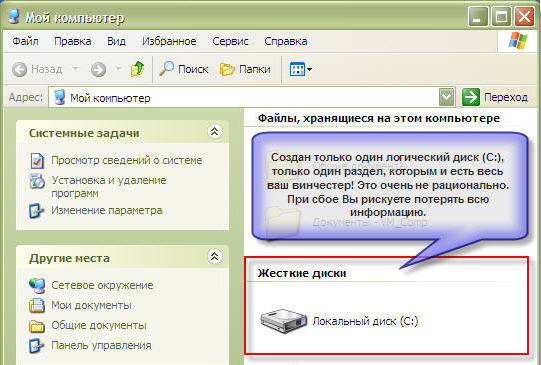 Мой компьютер
Файл Правка Вид Избранное Сервис Справка
Назад Поиск Папки
Адрес: Мой компьютер Переход
Системные задачи
Просмотр сведений о системе
Установка и удаление
программ
Изменение параметра
Другие места
Сетевое окружение
Мои документы
Общие документы
Панель управления
Файлы, хранящиеся на этом компьютере
Создан только один логический диск (C:),
только один раздел, которым и есть весь
ваш винчестер! Это очень не рационально.
При сбое Вы рискуете потерять всю
информацию.
Общие документы
Документы - VM_Comp
Жесткие диски
Локальный диск (C:)